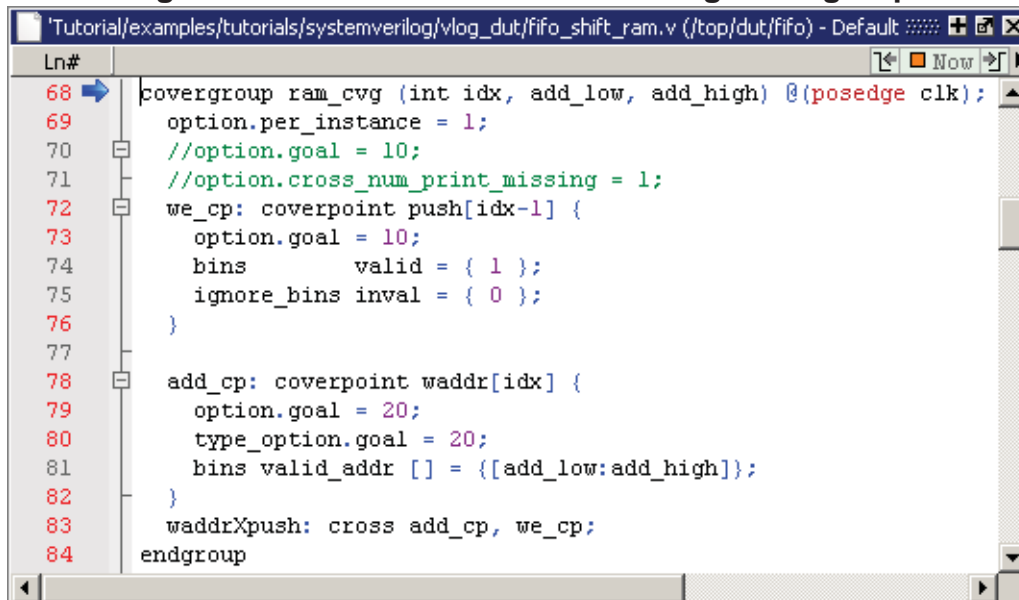 'Tutorial/examples/tutorials/systemverilog/vlog_dut/fifo_shift_ram.v (/top/dut/fifo) - Default
Ln#
Now
68 covergroup ram_cvg (int idx, add_low, add_high) @(posedge clk);
69 option.per_instance = 1;
70 //option.goal = 10;
71 //option.cross_num_print_missing = 1;
72 we_cp: coverpoint push[idx-1] {
73 option.goal = 10;
74 bins valid = { 1 };
75 ignore_bins inval = { 0 };
76 }
77
78 add_cp: coverpoint waddr[idx] {
79 option.goal = 20;
80 type_option.goal = 20;
81 bins valid_addr [] = {[add_low:add_high]};
82 }
83 waddrXpush: cross add_cp, we_cp;
84 endgroup